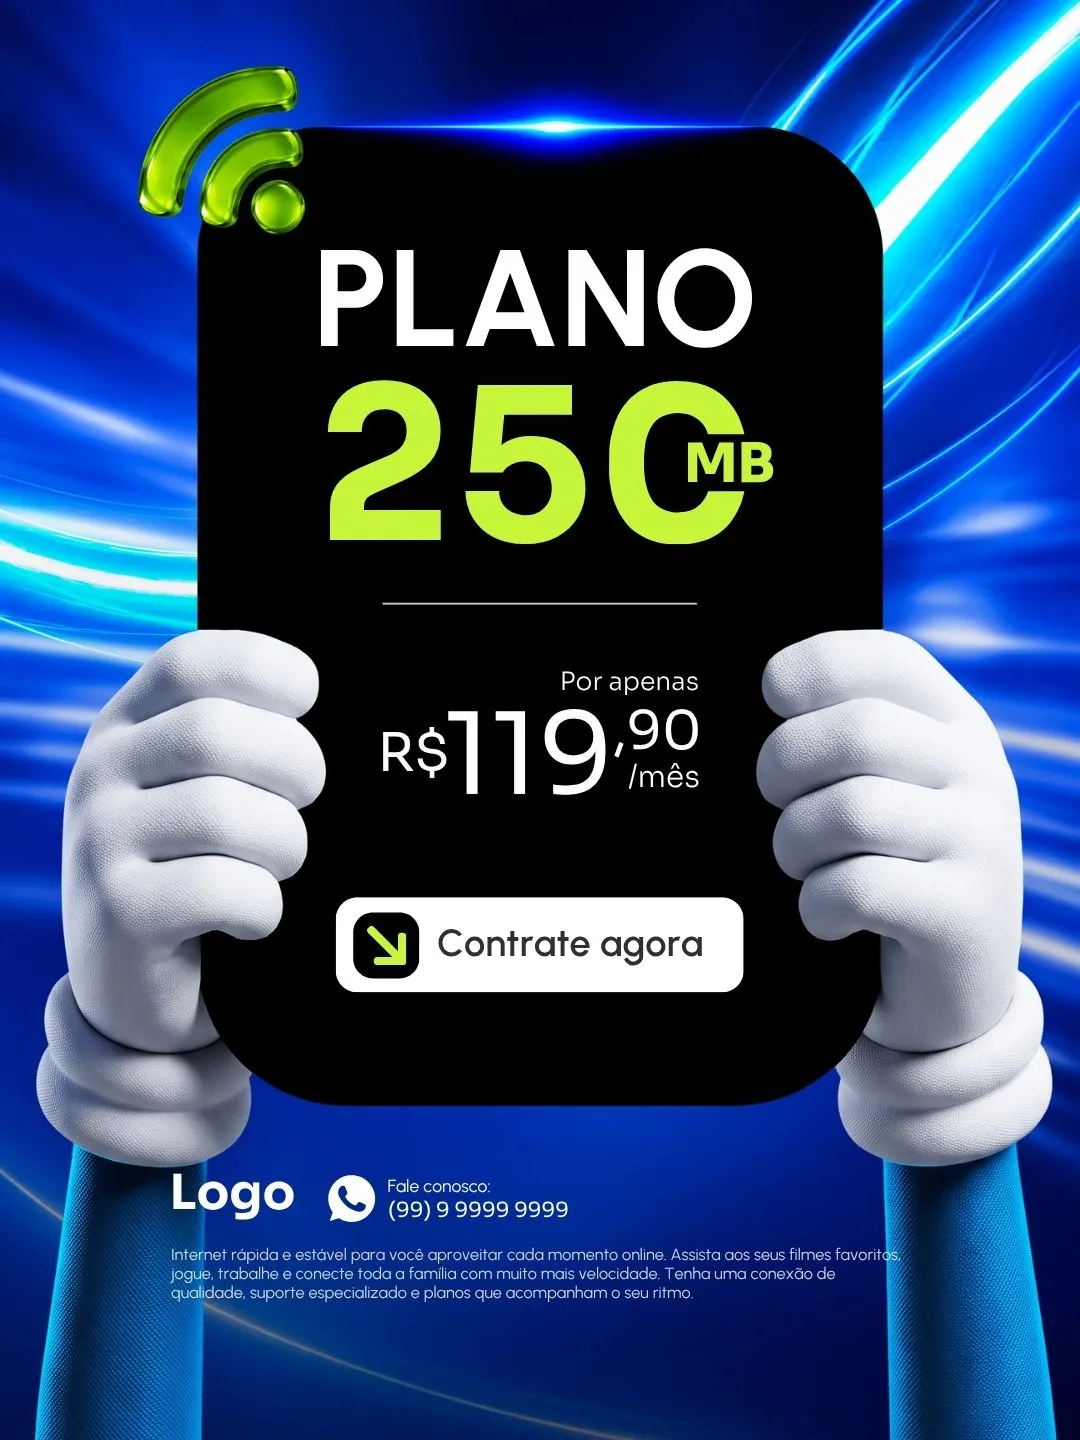 PLANO
250
MB
Por apenas
R$119,90
/mês
Contrate agora
Logo
Fale conosco:
(99) 9 9999 9999
Internet rápida e estável para você aproveitar cada momento online. Assista aos seus filmes favoritos,
jogue, trabalhe e conecte toda a família com muito mais velocidade. Tenha uma conexão de
qualidade, suporte especializado e planos que acompanham o seu ritmo.